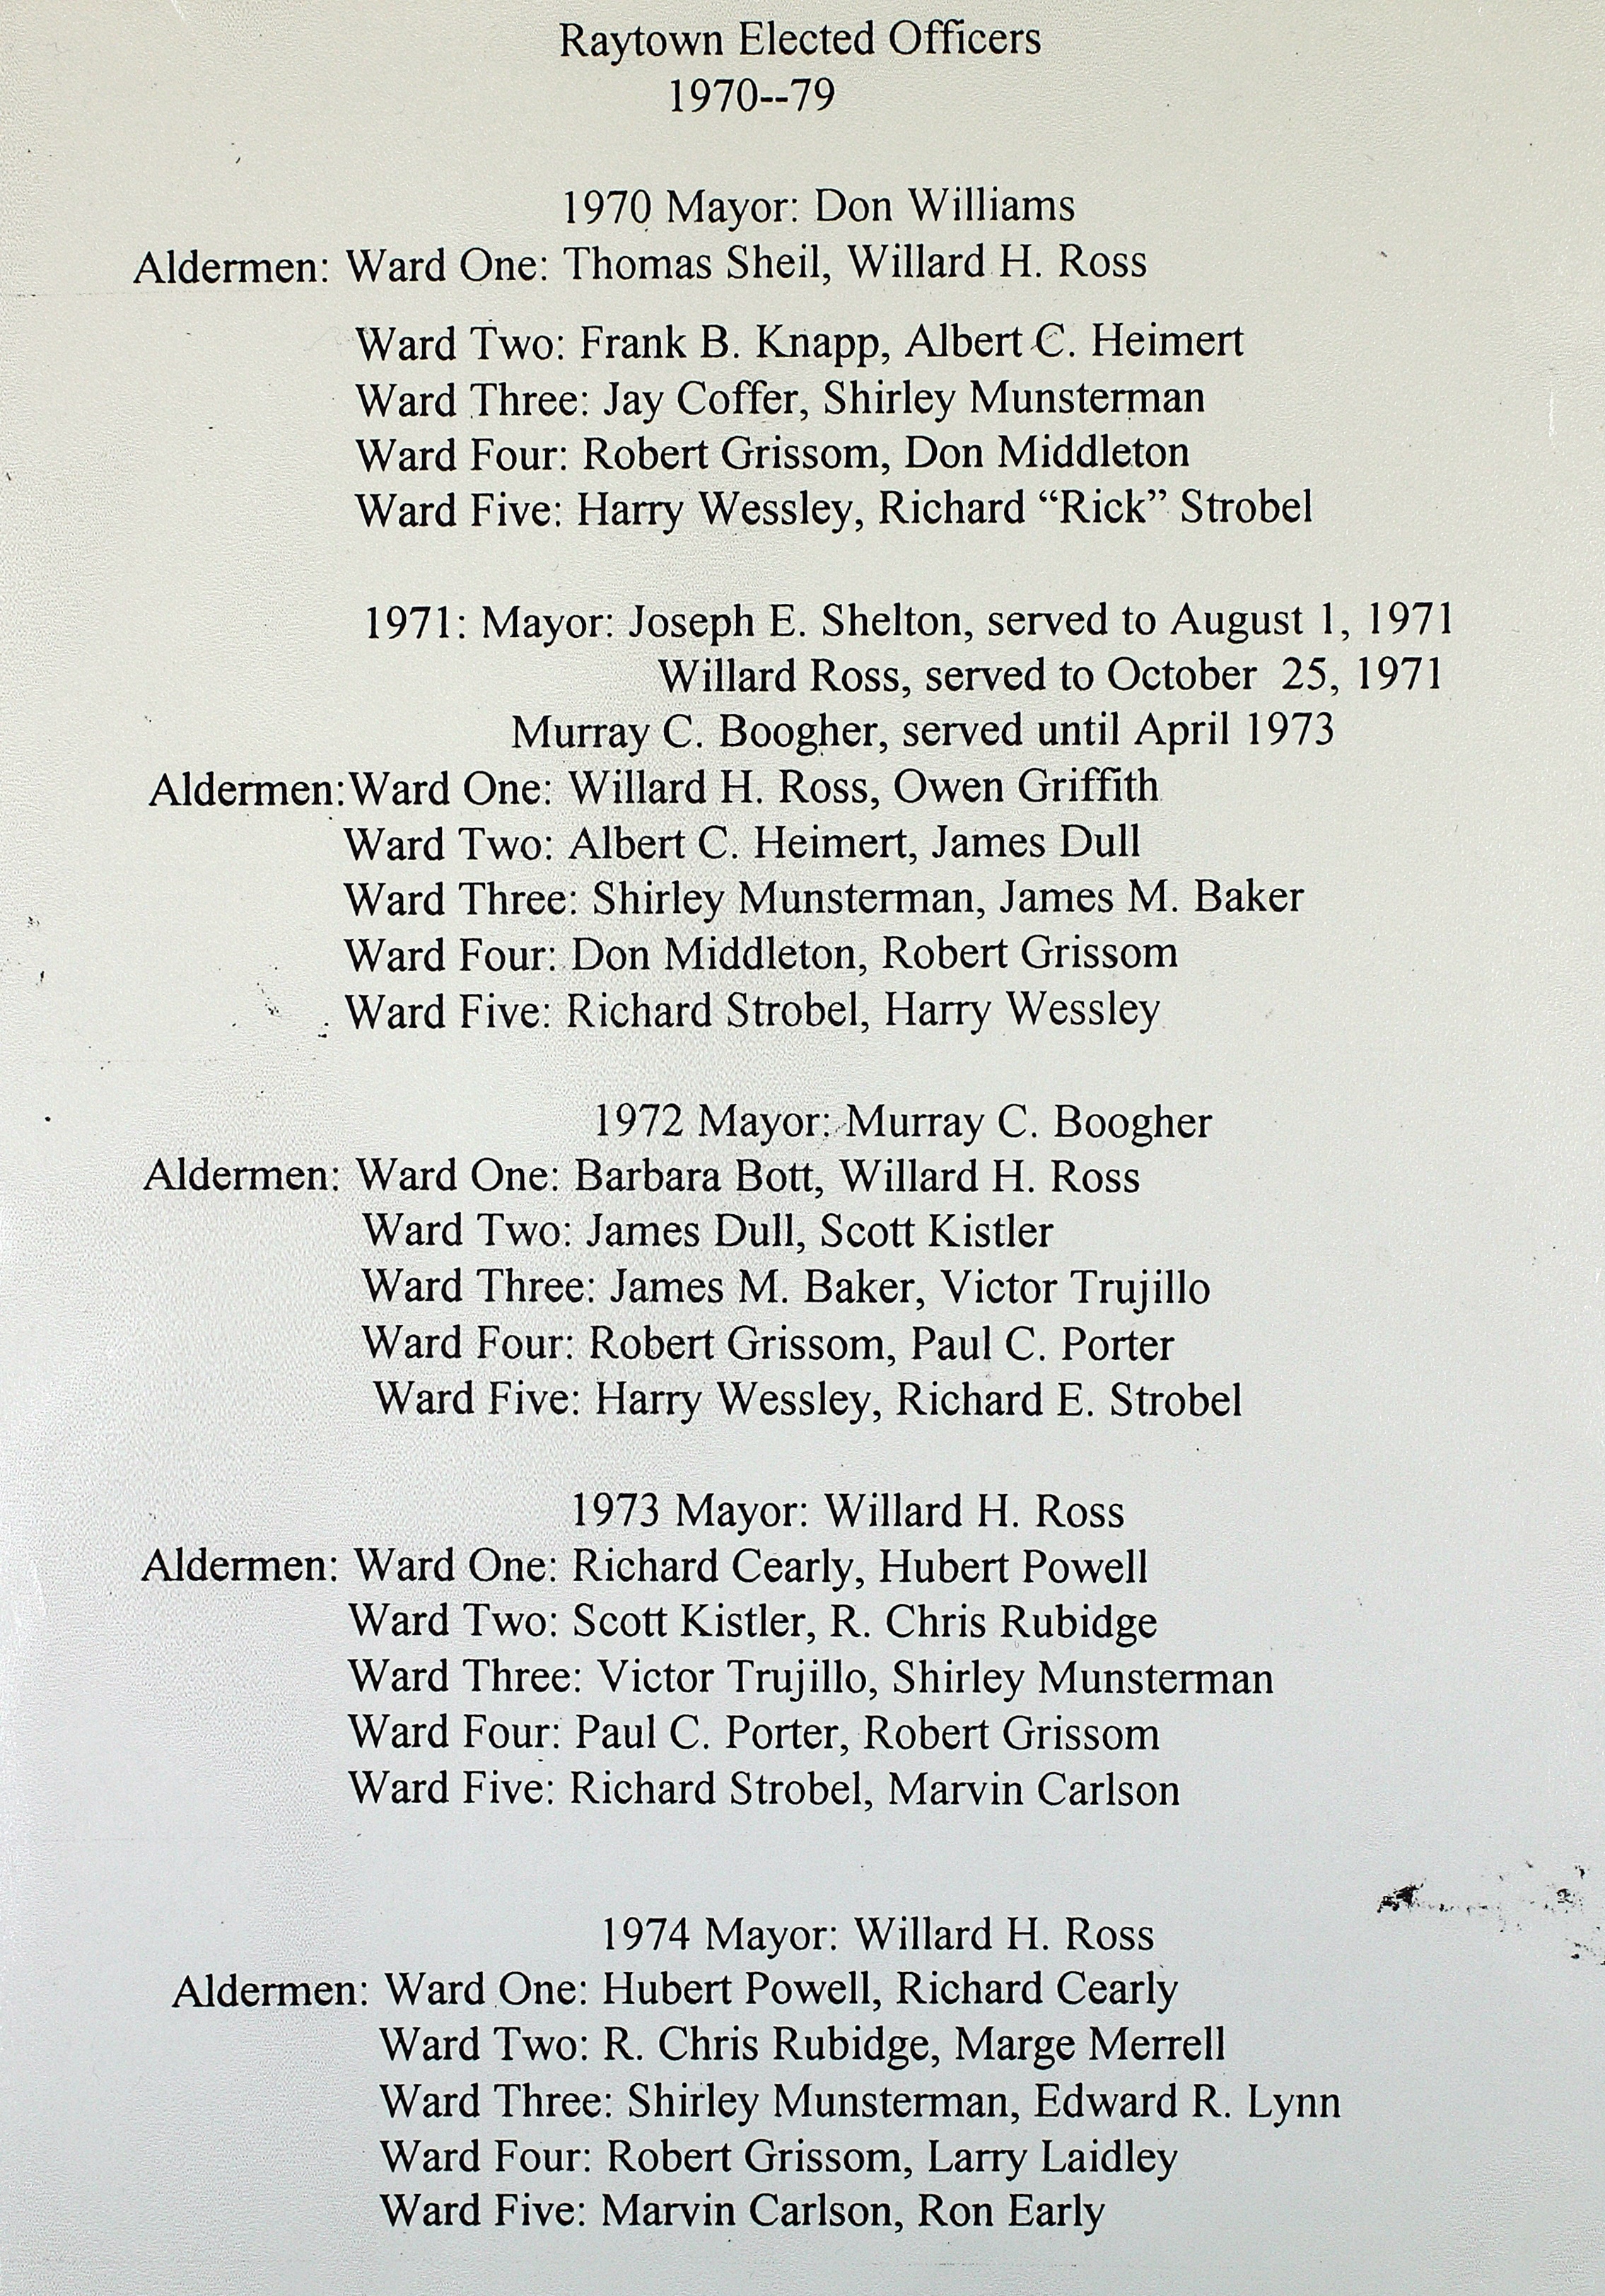 Raytown Elected Officers
1970--79
1970 Mayor: Don Williams
Aldermen: Ward One: Thomas Sheil, Willard H. Ross
Ward Two: Frank B. Knapp, Albert C. Heimert
Ward Three: Jay Coffer, Shirley Munsterman
Ward Four: Robert Grissom, Don Middleton
Ward Five: Harry Wessley, Richard “Rick” Strobel
1971: Mayor: Joseph E. Shelton, served to August 1, 1971
Willard Ross, served to October 25, 1971
Murray C. Boogher, served until April 1973
Aldermen:Ward One: Willard H. Ross, Owen Griffith
Ward Two: Albert C. Heimert, James Dull
Ward Three: Shirley Munsterman, James M. Baker
Ward Four: Don Middleton, Robert Grissom
Ward Five: Richard Strobel, Harry Wessley
1972 Mayor: Murray C. Boogher
Aldermen: Ward One: Barbara Bott, Willard H. Ross
Ward Two: James Dull, Scott Kistler
Ward Three: James M. Baker, Victor Trujillo
Ward Four: Robert Grissom, Paul C. Porter
Ward Five: Harry Wessley, Richard E. Strobel
1973 Mayor: Willard H. Ross
Aldermen: Ward One: Richard Cearly, Hubert Powell
Ward Two: Scott Kistler, R. Chris Rubidge
Ward Three: Victor Trujillo, Shirley Munsterman
Ward Four: Paul C. Porter, Robert Grissom
Ward Five: Richard Strobel, Marvin Carlson
1974 Mayor: Willard H. Ross
Aldermen: Ward One: Hubert Powell, Richard Cearly
Ward Two: R. Chris Rubidge, Marge Merrell
Ward Three: Shirley Munsterman, Edward R. Lynn
Ward Four: Robert Grissom, Larry Laidley
Ward Five: Marvin Carlson, Ron Early